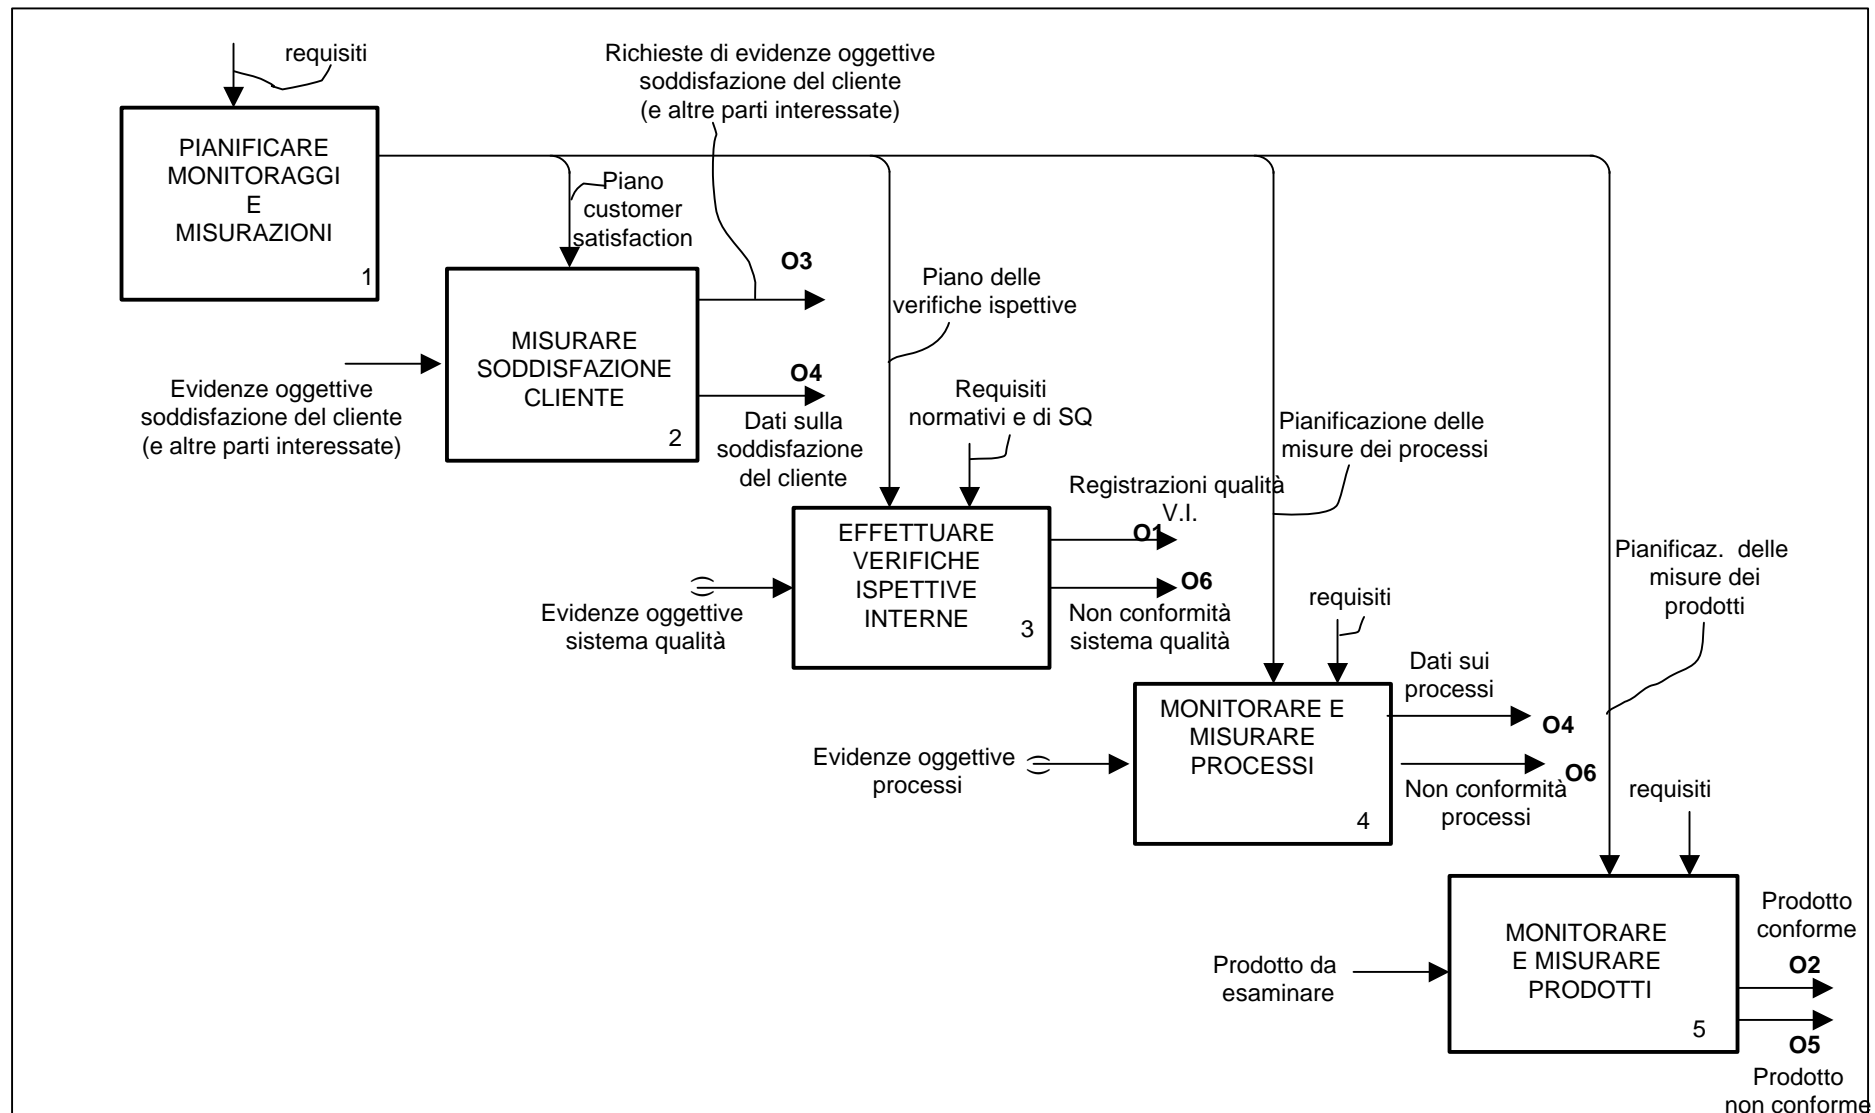 requisiti
Richieste di evidenze oggettive
soddisfazione del cliente
(e altre parti interessate)
PIANIFICARE
MONITORAGGI
E
MISURAZIONI
1
Piano
customer
satisfaction
O3
MISURARE
SODDISFAZIONE
CLIENTE
2
Evidenze oggettive
soddisfazione del cliente
(e altre parti interessate)
O4
Dati sulla
soddisfazione
del cliente
Piano delle
verifiche ispettive
Requisiti
normativi e di SQ
EFFETTUARE
VERIFICHE
ISPETTIVE
INTERNE
3
Evidenze oggettive
sistema qualità
Registrazioni qualità
V.I.
O1
O6
Non conformità
sistema qualità
Pianificazione delle
misure dei processi
requisiti
MONITORARE E
MISURARE
PROCESSI
4
Evidenze oggettive
processi
Dati sui
processi
O4
O6
Non conformità
processi
Pianificaz. delle
misure dei
prodotti
requisiti
MONITORARE
E MISURARE
PRODOTTI
5
Prodotto da
esaminare
Prodotto
conforme
O2
O5
Prodotto
non conforme